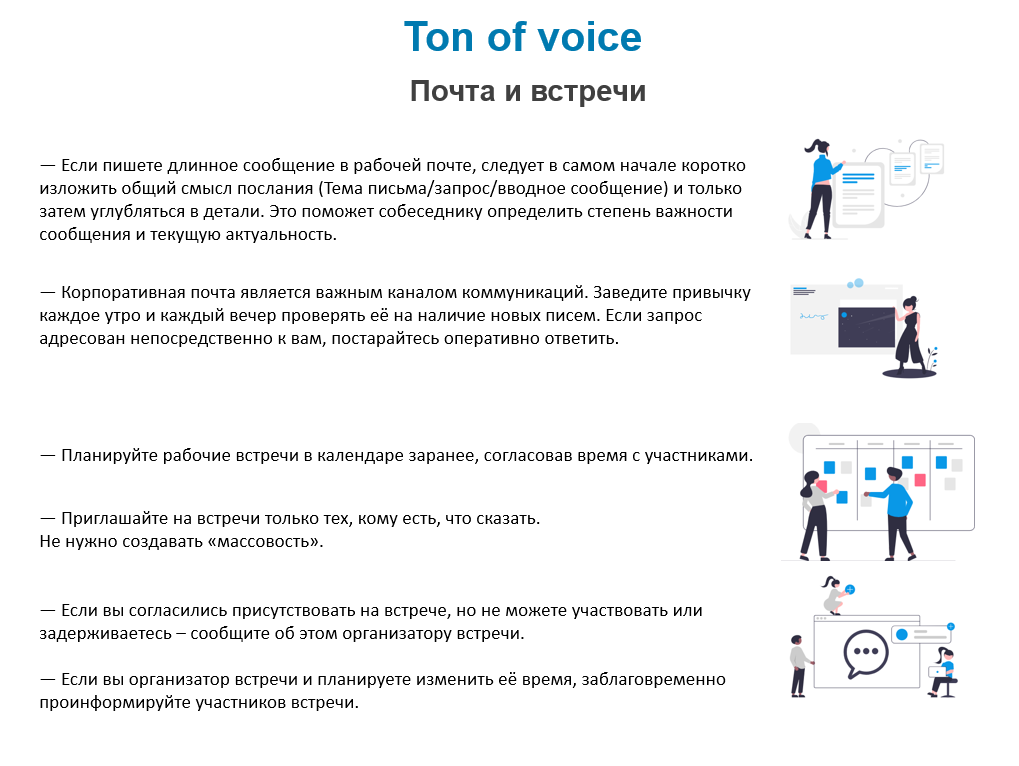 Ton of voice
Почта и встречи
— Если пишете длинное сообщение в рабочей почте, следует в самом начале коротко
изложить общий смысл послания (Тема письма/запрос/вводное сообщение) и только
затем углубляться в детали. Это поможет собеседнику определить степень важности
сообщения и текущую актуальность.
— Корпоративная почта является важным каналом коммуникаций. Заведите привычку
каждое утро и каждый вечер проверять её на наличие новых писем. Если запрос
адресован непосредственно к вам, постарайтесь оперативно ответить.
— Планируйте рабочие встречи в календаре заранее, согласовав время с участниками.
— Приглашайте на встречи только тех, кому есть, что сказать.
Не нужно создавать «массовость».
— Если вы согласились присутствовать на встрече, но не можете участвовать или
задерживаетесь – сообщите об этом организатору встречи.
— Если вы организатор встречи и планируете изменить её время, заблаговременно
проинформируйте участников встречи.